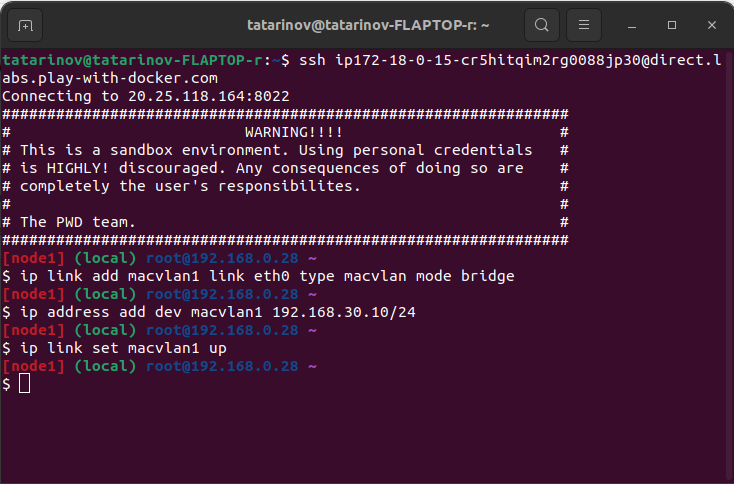 tatarinov@tatarinov-FLAPTOP-r: ~
tatarinov@tatarinov-FLAPTOP-r:~$ ssh ip172-18-0-15-cr5hitqim2rg0088jp30@direct.l
abs.play-with-docker.com
Connecting to 20.25.118.164:8022
###############################################################
#                          WARNING!!!!                        #
# This is a sandbox environment. Using personal credentials   #
# is HIGHLY! discouraged. Any consequences of doing so are    #
# completely the user's responsibilites.                      #
#                                                             #
# The PWD team.                                               #
###############################################################
[node1] (local) root@192.168.0.28 ~
$ ip link add macvlan1 link eth0 type macvlan mode bridge
[node1] (local) root@192.168.0.28 ~
$ ip address add dev macvlan1 192.168.30.10/24
[node1] (local) root@192.168.0.28 ~
$ ip link set macvlan1 up
[node1] (local) root@192.168.0.28 ~
$